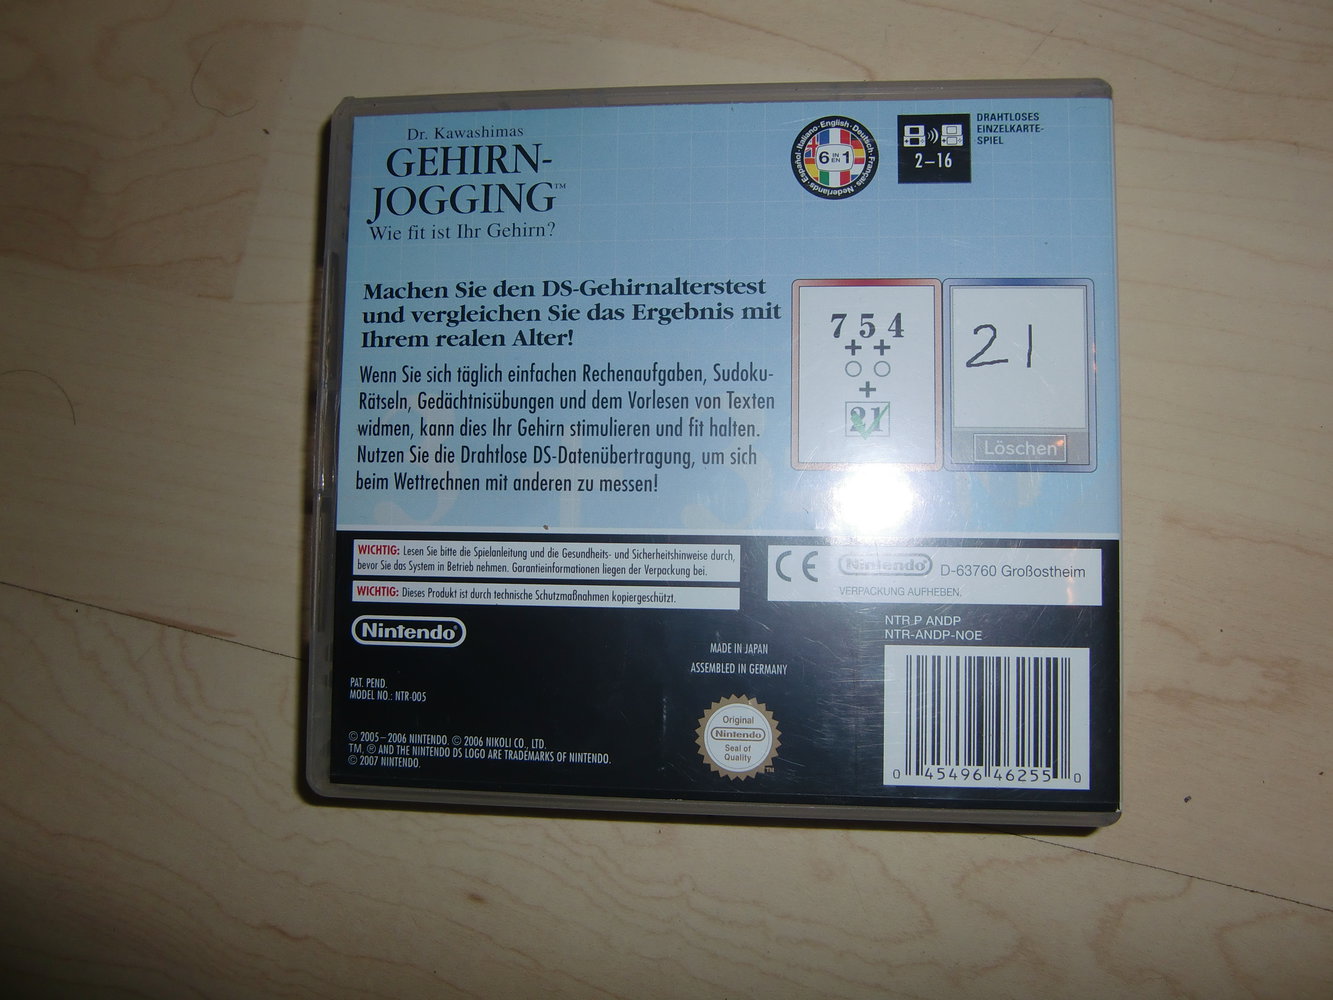 Dr. Kawashimas
GEHIRN-
JOGGING™
Wie fit ist Ihr Gehirn?
Italiano · English · Deutsch · Français · Nederlands · Español
6 IN EN 1
2–16
DRAHTLOSES
EINZELKARTE-
SPIEL
Machen Sie den DS-Gehirnalterstest
und vergleichen Sie das Ergebnis mit
Ihrem realen Alter!
Wenn Sie sich täglich einfachen Rechenaufgaben, Sudoku-
Rätseln, Gedächtnisübungen und dem Vorlesen von Texten
widmen, kann dies Ihr Gehirn stimulieren und fit halten.
Nutzen Sie die Drahtlose DS-Datenübertragung, um sich
beim Wettrechnen mit anderen zu messen!
7 5 4
+ +
+
21
21
Löschen
WICHTIG: Lesen Sie bitte die Spielanleitung und die Gesundheits- und Sicherheitshinweise durch,
bevor Sie das System in Betrieb nehmen. Garantieinformationen liegen der Verpackung bei.
WICHTIG: Dieses Produkt ist durch technische Schutzmaßnahmen kopiergeschützt.
CE Nintendo® D-63760 Großostheim
VERPACKUNG AUFHEBEN.
Nintendo®
NTR P ANDP
NTR-ANDP-NOE
MADE IN JAPAN
ASSEMBLED IN GERMANY
PAT. PEND.
MODEL NO.: NTR-005
© 2005–2006 NINTENDO. © 2006 NIKOLI CO., LTD.
TM, ® AND THE NINTENDO DS LOGO ARE TRADEMARKS OF NINTENDO.
© 2007 NINTENDO.
Original
Nintendo®
Seal of
Quality
TM
0 45496 46255 0